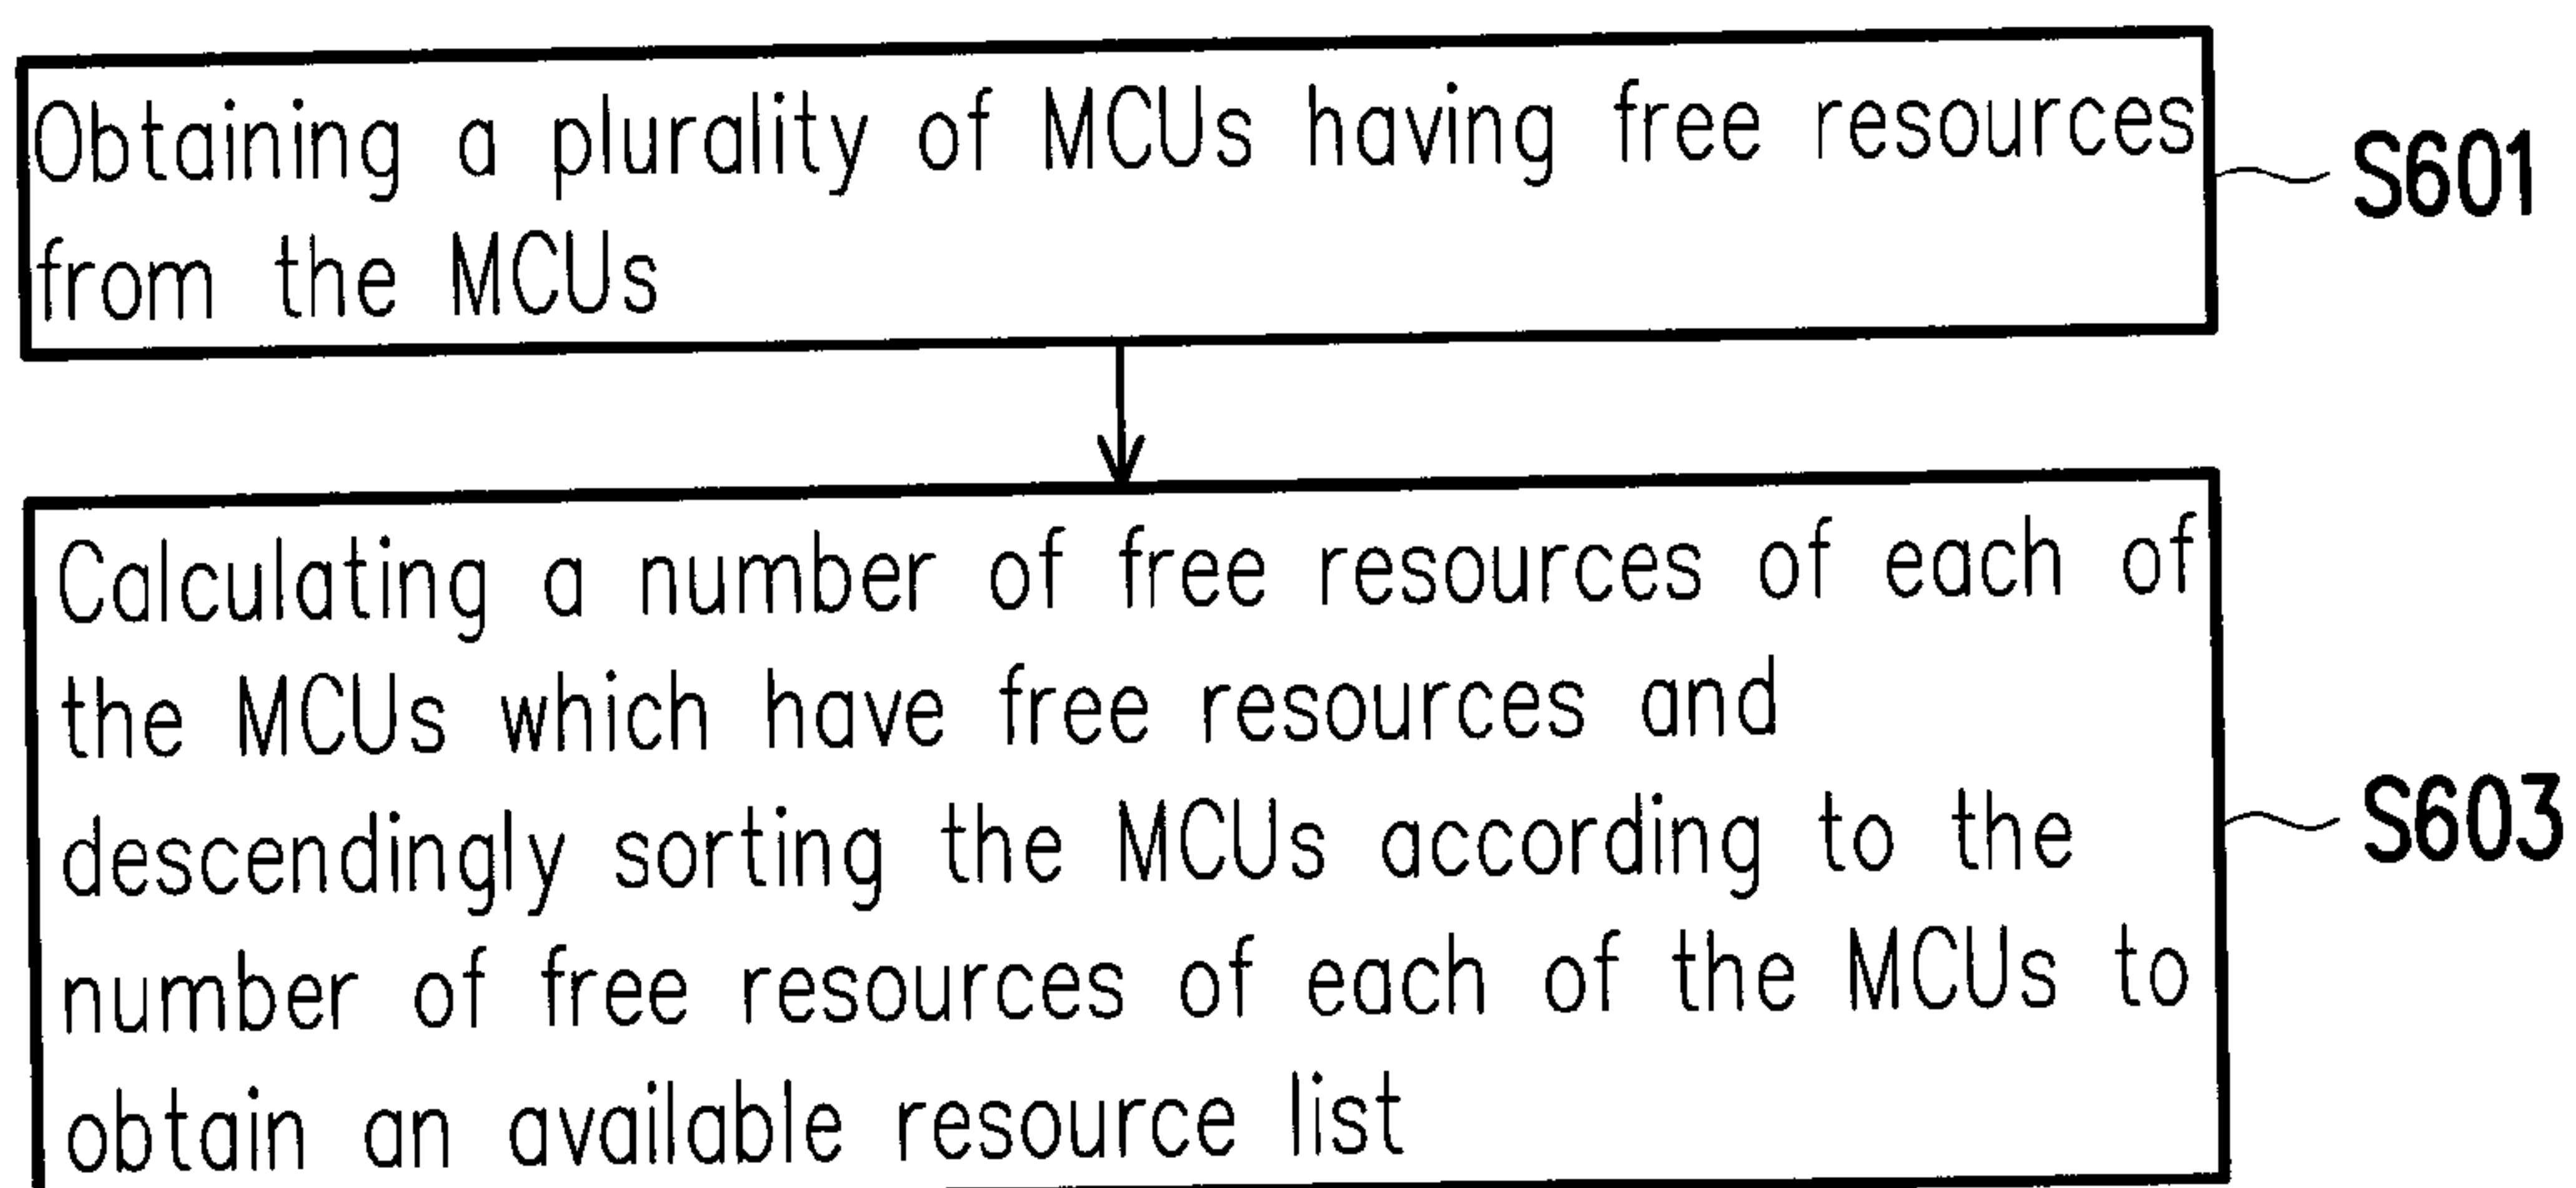 Obtaining a plurality of MCUs having free resources
from the MCUs
S601
Calculating a number of free resources of each of
the MCUs which have free resources and
descendingly sorting the MCUs according to the
number of free resources of each of the MCUs to
obtain an available resource list
S603